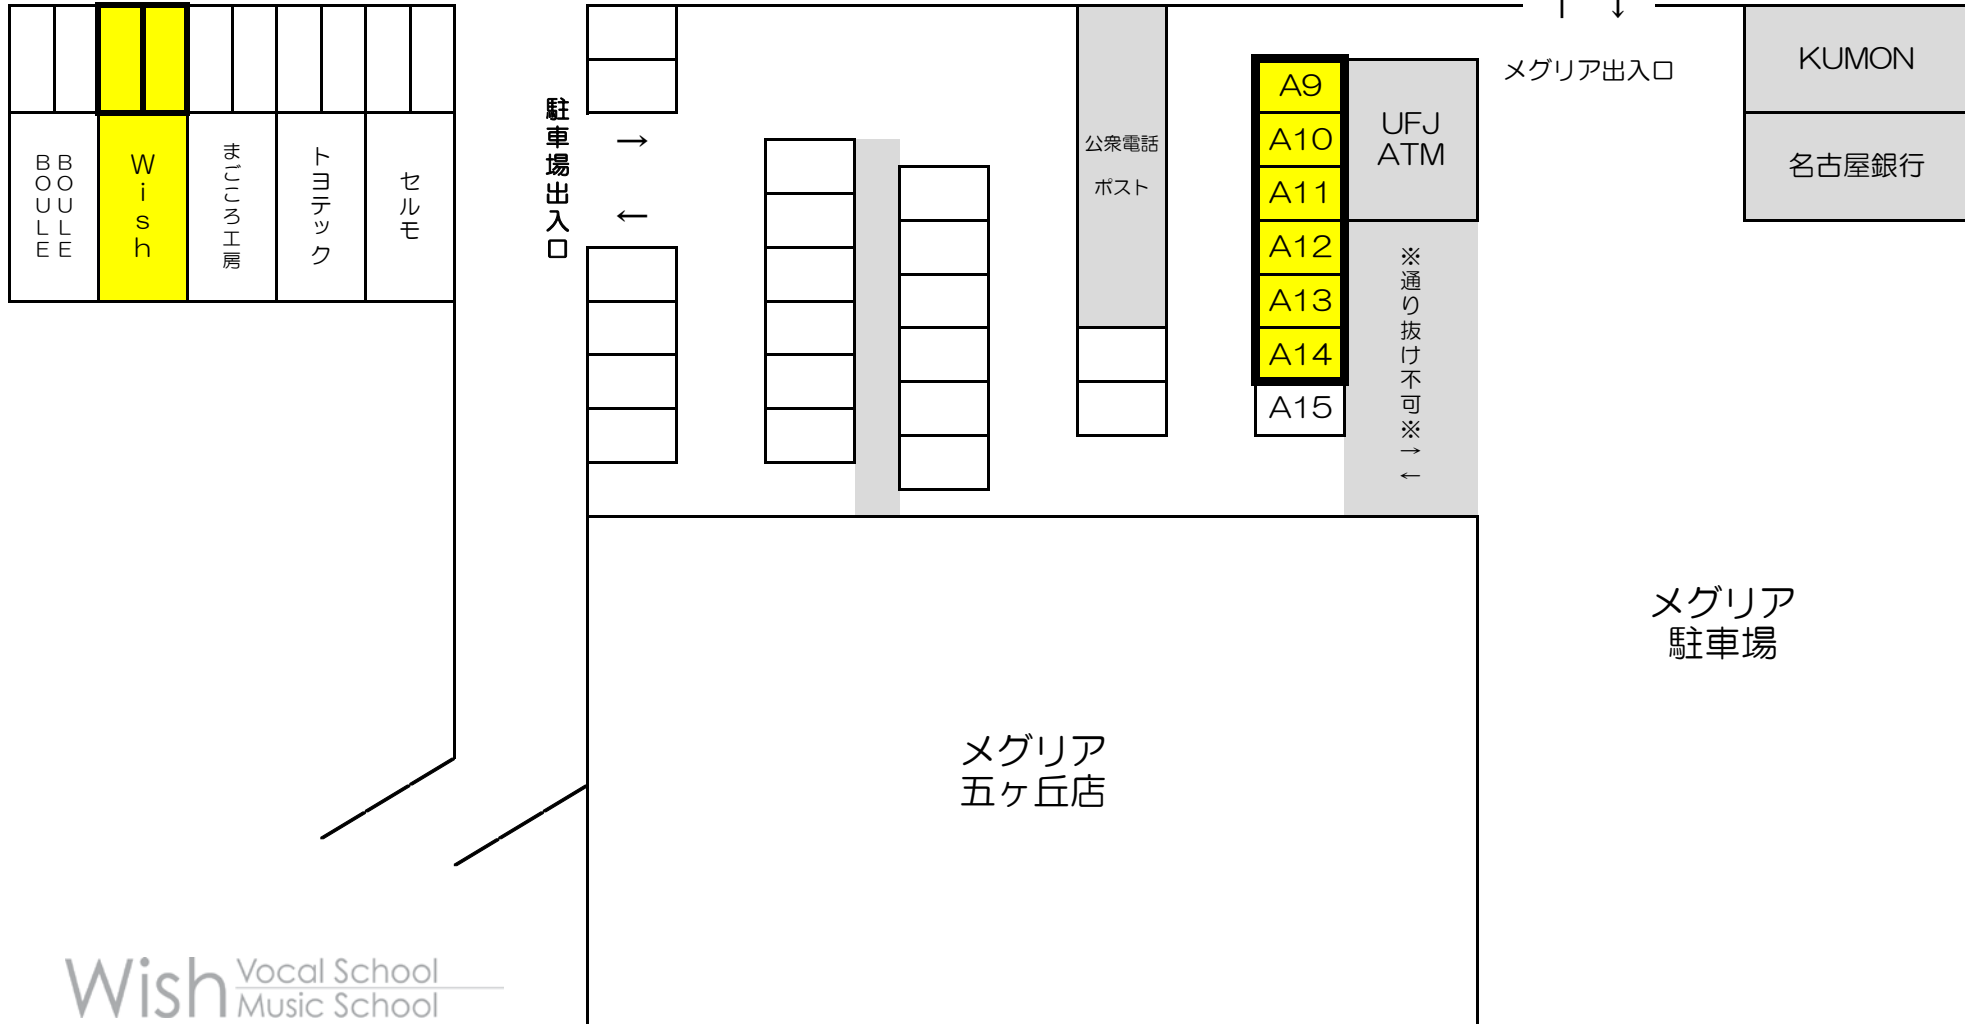 BOULE
BOULE
Wish
まごころ工房
トヨテック
セルモ
駐車場出入口
→
←
公衆電話
ポスト
A9
A10
A11
A12
A13
A14
A15
UFJ
ATM
※通り抜け不可※→←
↑ ↓
メグリア出入口
KUMON
名古屋銀行
メグリア
駐車場
メグリア
五ヶ丘店
Wish
Vocal School
Music School